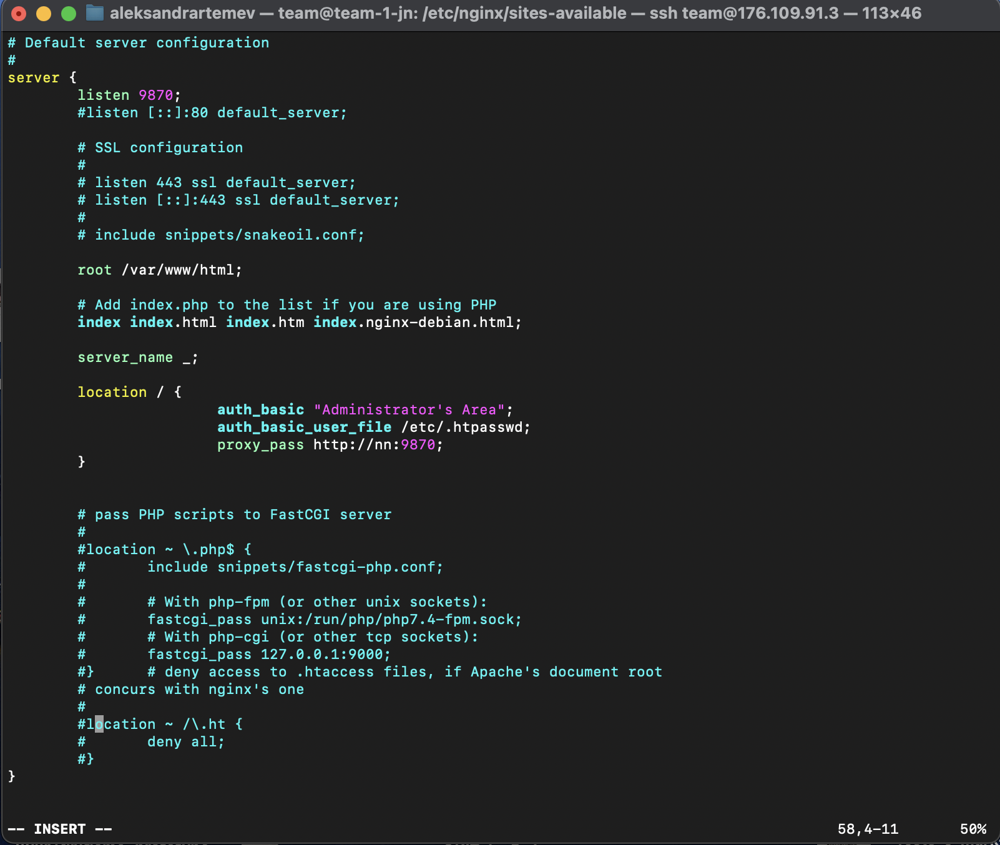 aleksandrartemev — team@team-1-jn: /etc/nginx/sites-available — ssh team@176.109.91.3 — 113×46
# Default server configuration
#
server {
listen 9870;
#listen [::]:80 default_server;
# SSL configuration
#
# listen 443 ssl default_server;
# listen [::]:443 ssl default_server;
#
# include snippets/snakeoil.conf;
root /var/www/html;
# Add index.php to the list if you are using PHP
index index.html index.htm index.nginx-debian.html;
server_name _;
location / {
auth_basic "Administrator's Area";
auth_basic_user_file /etc/.htpasswd;
proxy_pass http://nn:9870;
}
# pass PHP scripts to FastCGI server
#
#location ~ \.php$ {
#       include snippets/fastcgi-php.conf;
#
#       # With php-fpm (or other unix sockets):
#       fastcgi_pass unix:/run/php/php7.4-fpm.sock;
#       # With php-cgi (or other tcp sockets):
#       fastcgi_pass 127.0.0.1:9000;
#}      # deny access to .htaccess files, if Apache's document root
# concurs with nginx's one
#
#location ~ /\.ht {
#       deny all;
#}
}
-- INSERT -- 58,4-11 50%